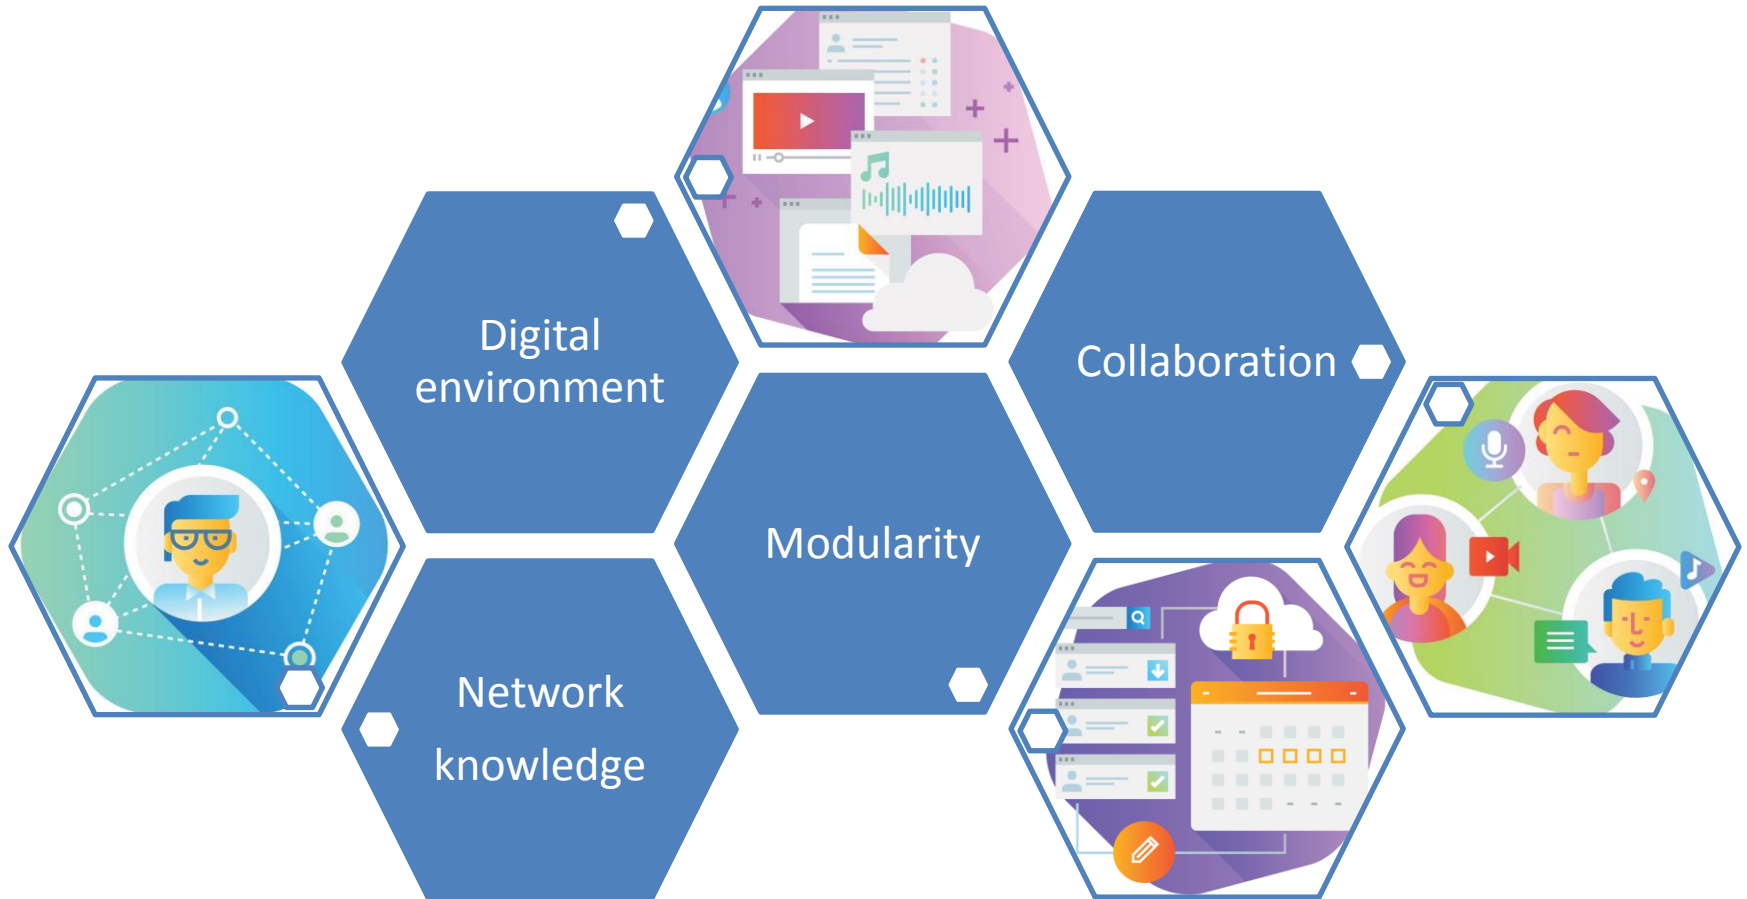 Digital
environment
Collaboration
Modularity
Network
knowledge